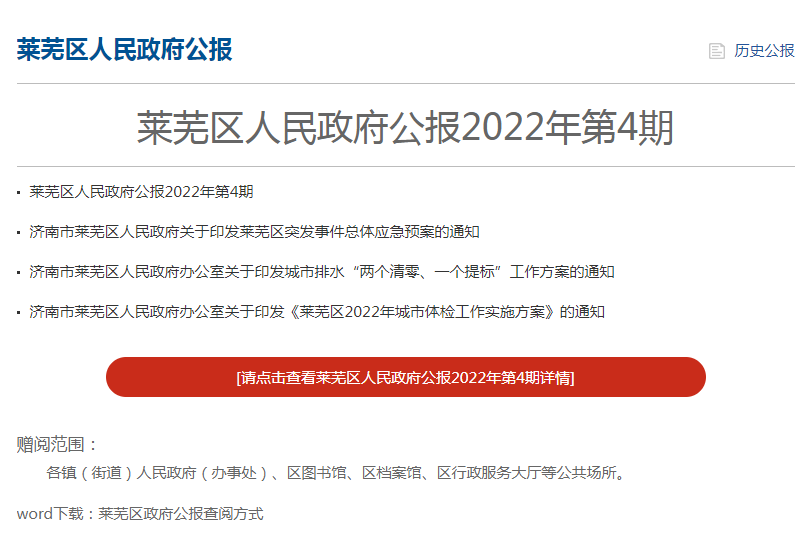 莱芜区人民政府公报
历史公报
莱芜区人民政府公报2022年第4期
莱芜区人民政府公报2022年第4期
济南市莱芜区人民政府关于印发莱芜区突发事件总体应急预案的通知
济南市莱芜区人民政府办公室关于印发城市排水“两个清零、一个提标”工作方案的通知
济南市莱芜区人民政府办公室关于印发《莱芜区2022年城市体检工作实施方案》的通知
[请点击查看莱芜区人民政府公报2022年第4期详情]
赠阅范围：
各镇（街道）人民政府（办事处）、区图书馆、区档案馆、区行政服务大厅等公共场所。
word下载：莱芜区政府公报查阅方式